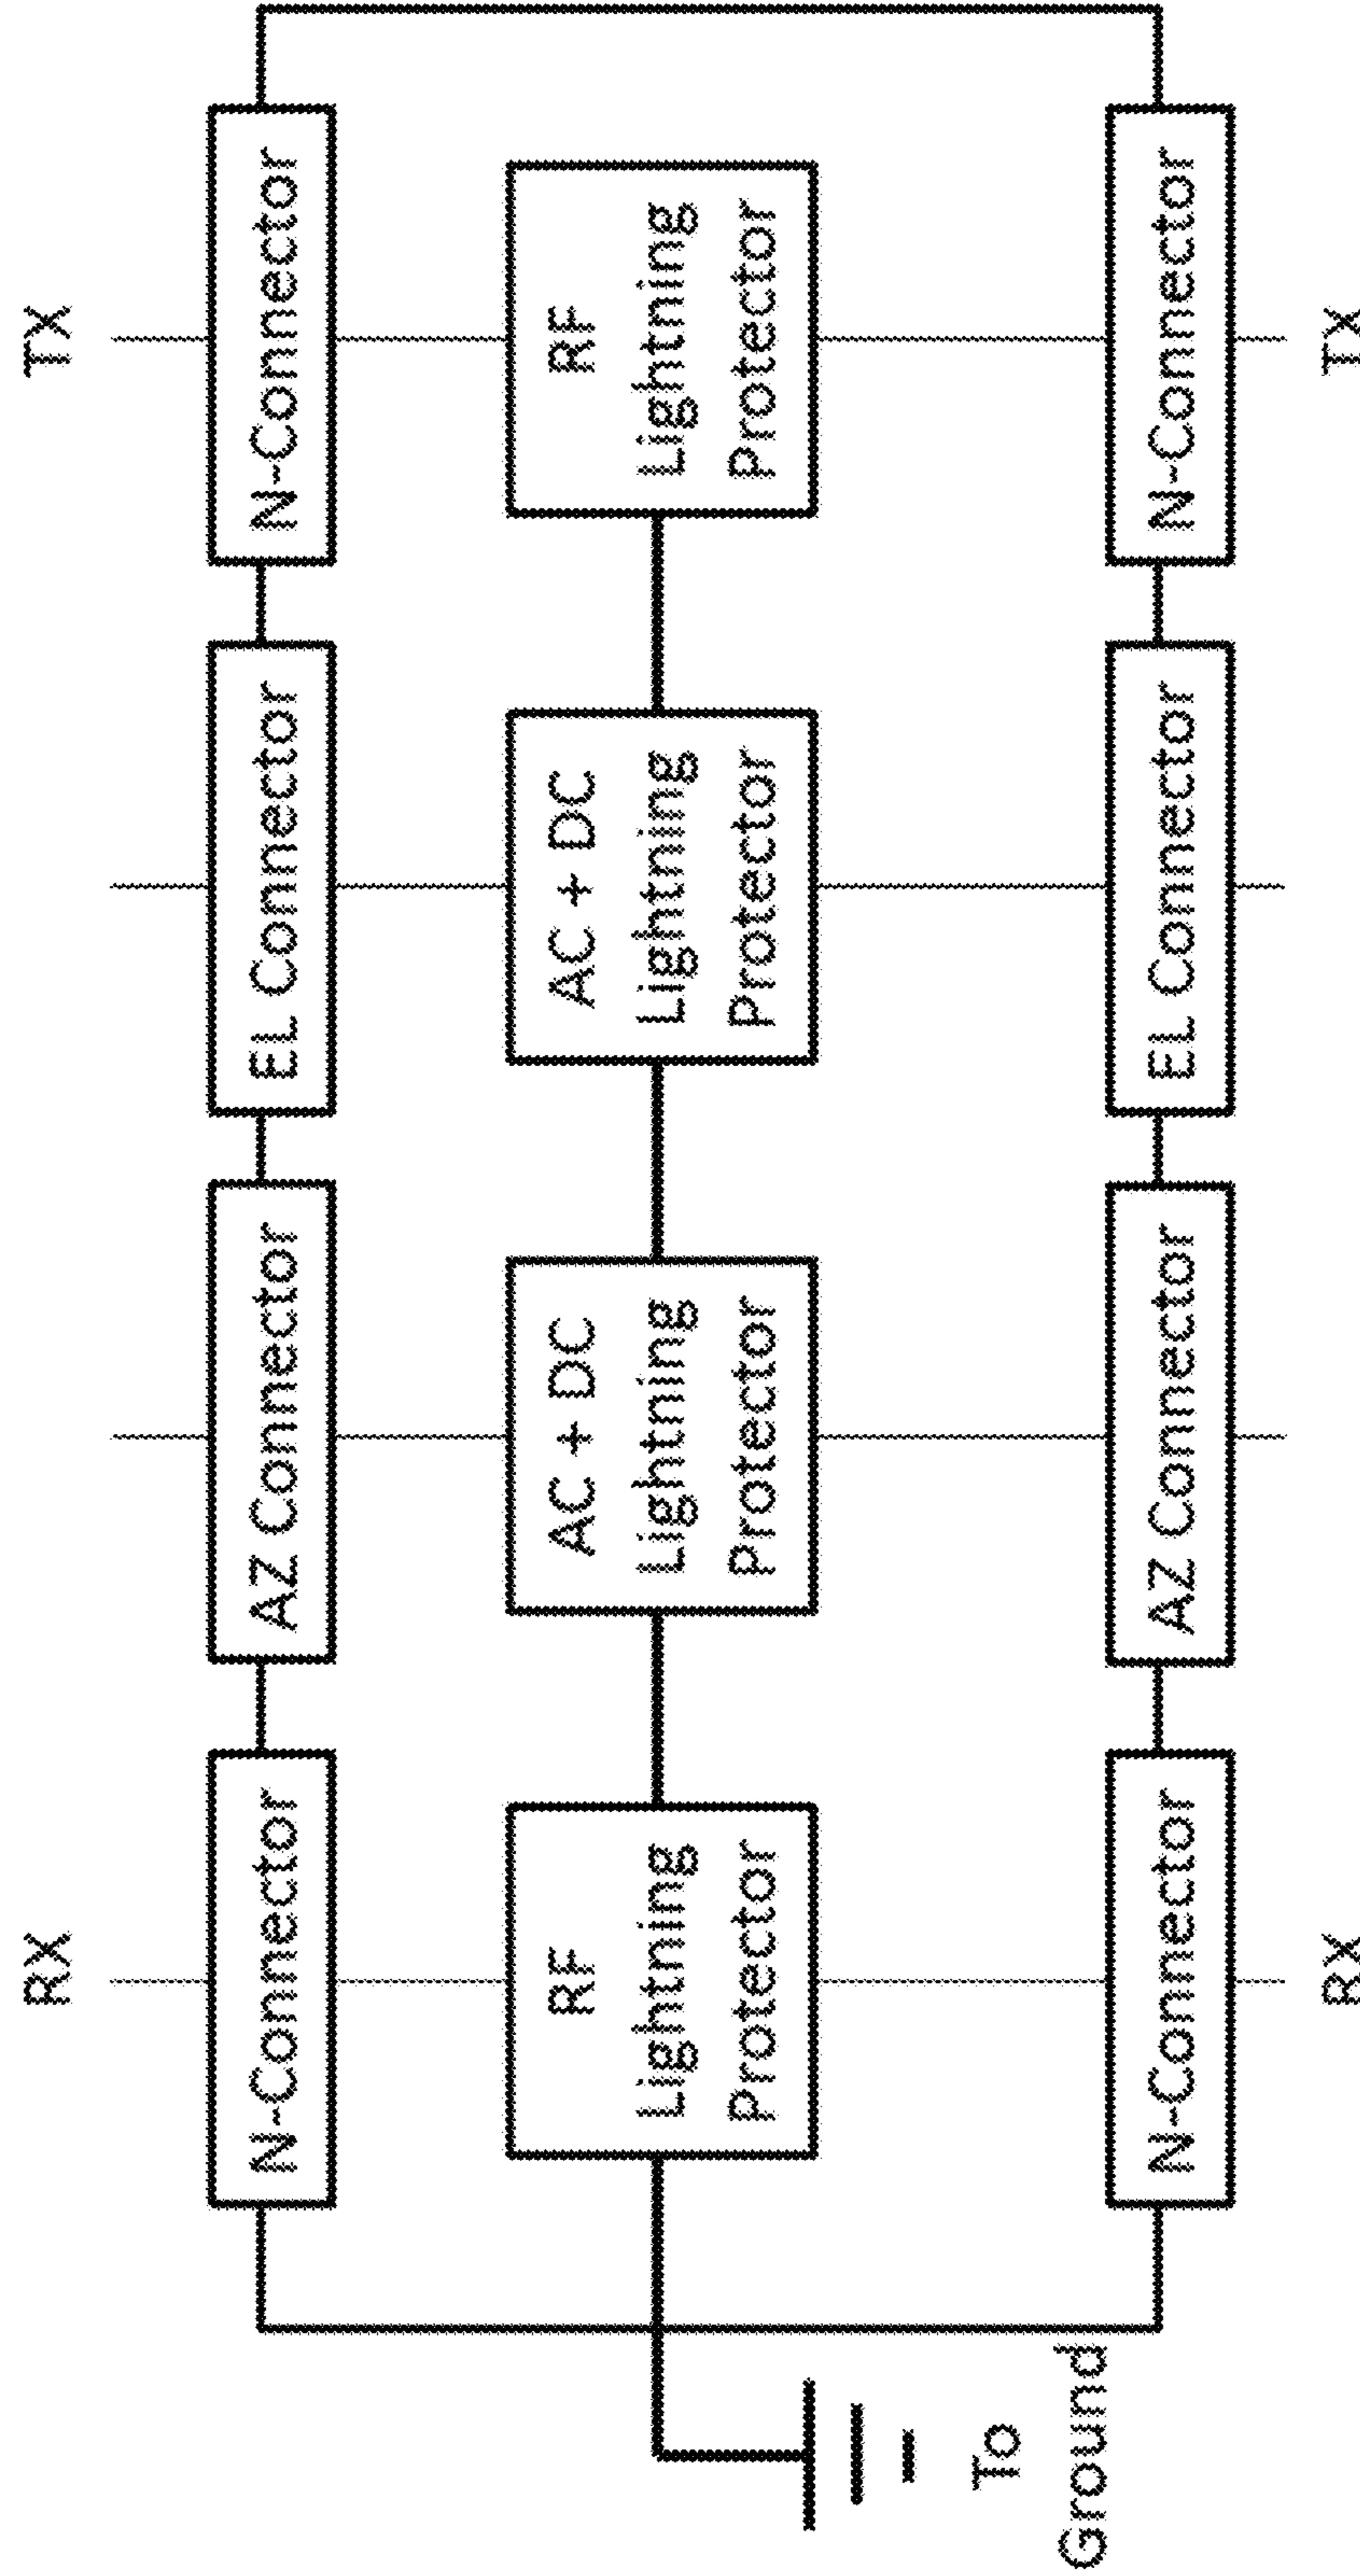 RX
TX
N-Connector
AZ Connector
EL Connector
N-Connector
RF
Lightning
Protector
AC + DC
Lightning
Protector
AC + DC
Lightning
Protector
RF
Lightning
Protector
To
Ground
N-Connector
AZ Connector
EL Connector
N-Connector
RX
TX